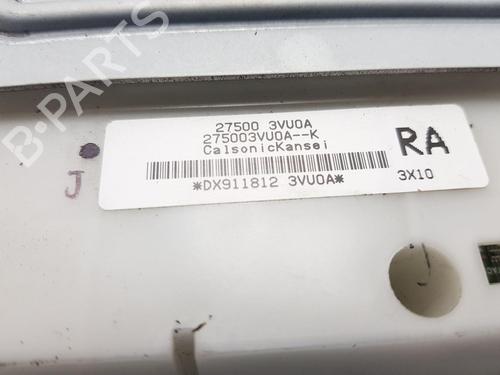 B-PARTS
27500 3VU0A
275003VU0A--K
CalsonicKansei
*DX911812 3VU0A*
RA
3X10
J